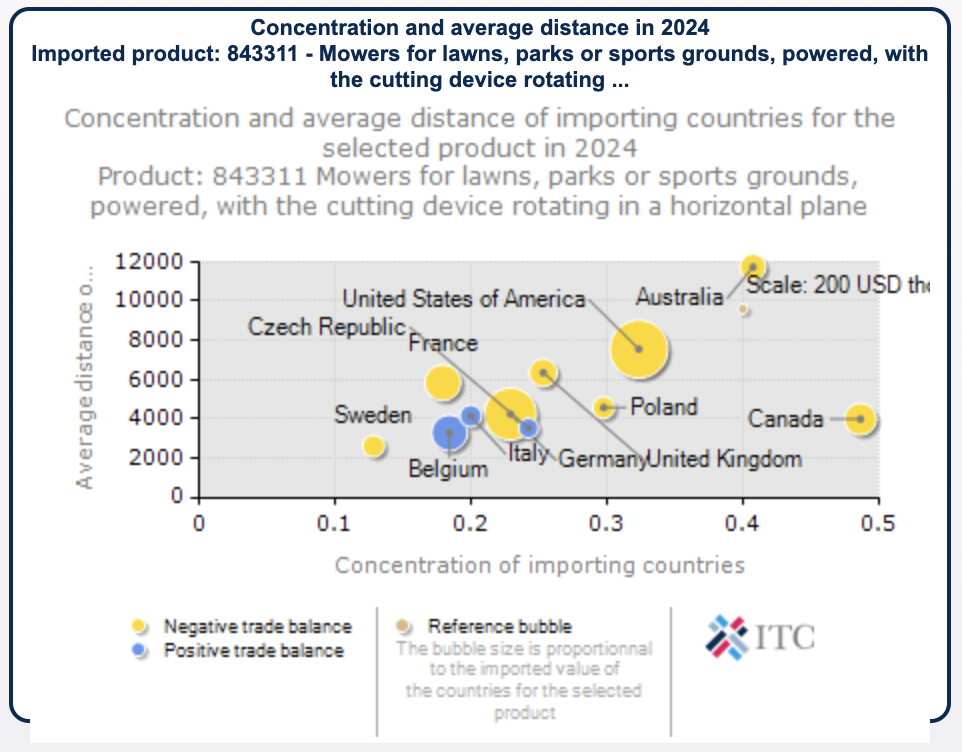 Concentration and average distance in 2024
Imported product: 843311 - Mowers for lawns, parks or sports grounds, powered, with
the cutting device rotating ...
Concentration and average distance of importing countries for the
selected product in 2024
Product: 843311 Mowers for lawns, parks or sports grounds,
powered, with the cutting device rotating in a horizontal plane
Averagedistance o...
12000
10000
8000
6000
4000
2000
0
Scale: 200 USD tho
United States of America
Australia
Czech Republic
France
Sweden
Poland
Canada
Italy
Germany
United Kingdom
Belgium
0
0.1
0.2
0.3
0.4
0.5
Concentration of importing countries
Negative trade balance
Positive trade balance
Reference bubble
The bubble size is proportionnal
to the imported value of
the countries for the selected
product
ITC